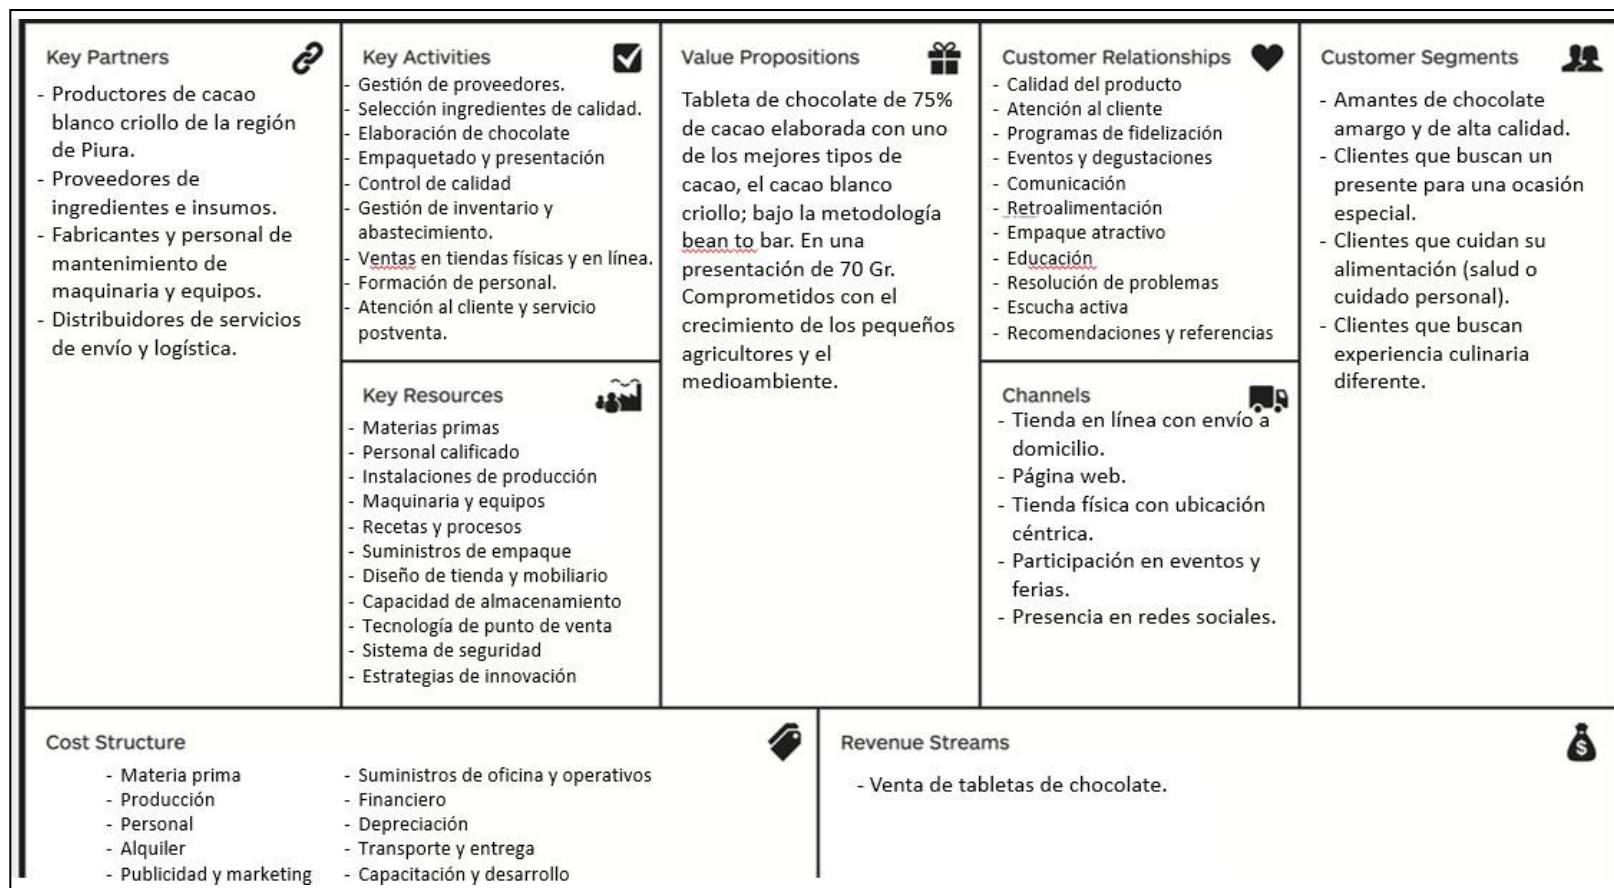 Key Partners
- Productores de cacao
blanco criollo de la región
de Piura.
- Proveedores de
ingredientes e insumos.
- Fabricantes y personal de
mantenimiento de
maquinaria y equipos.
- Distribuidores de servicios
de envío y logística.
Key Activities
- Gestión de proveedores.
- Selección ingredientes de calidad.
- Elaboración de chocolate
- Empaquetado y presentación
- Control de calidad
- Gestión de inventario y
abastecimiento.
- Ventas en tiendas físicas y en línea.
- Formación de personal.
- Atención al cliente y servicio
postventa.
Key Resources
- Materias primas
- Personal calificado
- Instalaciones de producción
- Maquinaria y equipos
- Recetas y procesos
- Suministros de empaque
- Diseño de tienda y mobiliario
- Capacidad de almacenamiento
- Tecnología de punto de venta
- Sistema de seguridad
- Estrategias de innovación
Value Propositions
Tableta de chocolate de 75%
de cacao elaborada con uno
de los mejores tipos de
cacao, el cacao blanco
criollo; bajo la metodología
bean to bar. En una
presentación de 70 Gr.
Comprometidos con el
crecimiento de los pequeños
agricultores y el
medioambiente.
Customer Relationships
- Calidad del producto
- Atención al cliente
- Programas de fidelización
- Eventos y degustaciones
- Comunicación
- Retroalimentación
- Empaque atractivo
- Educación
- Resolución de problemas
- Escucha activa
- Recomendaciones y referencias
Channels
- Tienda en línea con envío a
domicilio.
- Página web.
- Tienda física con ubicación
céntrica.
- Participación en eventos y
ferias.
- Presencia en redes sociales.
Customer Segments
- Amantes de chocolate
amargo y de alta calidad.
- Clientes que buscan un
presente para una ocasión
especial.
- Clientes que cuidan su
alimentación (salud o
cuidado personal).
- Clientes que buscan
experiencia culinaria
diferente.
Cost Structure
- Materia prima
- Producción
- Personal
- Alquiler
- Publicidad y marketing
- Suministros de oficina y operativos
- Financiero
- Depreciación
- Transporte y entrega
- Capacitación y desarrollo
Revenue Streams
$
- Venta de tabletas de chocolate.